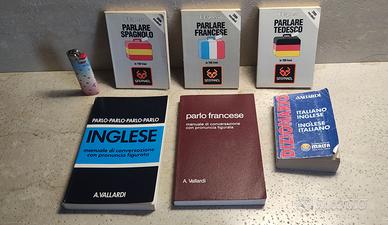 PARLARE
SPAGNOLO
PARLARE
FRANCESE
PARLARE
TEDESCO
PARLO-PARLO-PARLO-PARLO
INGLESE
manuale di conversazione
con pronuncia figurata
A.VALLARDI
parlo francese
manuale di conversazione
con pronuncia figurata
A. Vallardi
DIZIONARIO
A.VALLARDI
ITALIANO
INGLESE
INGLESE
ITALIANO